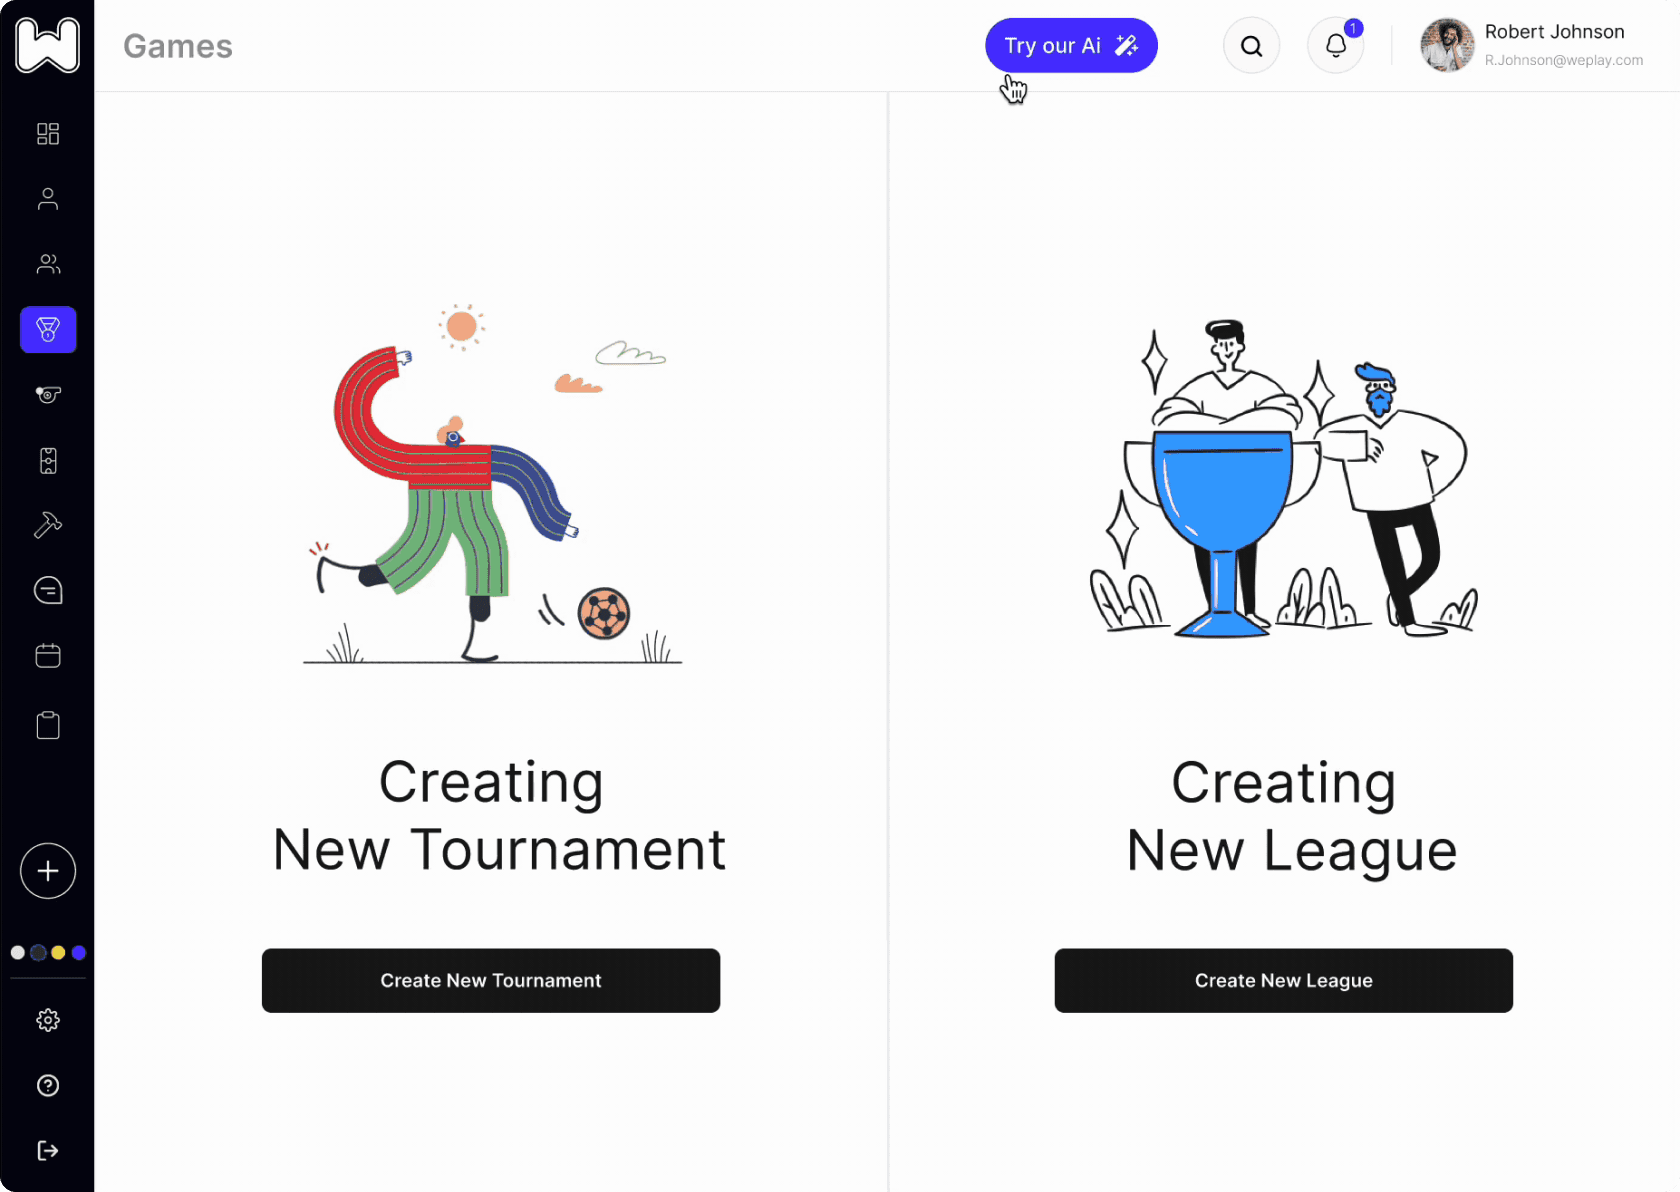 Games
Try our Ai
1
Robert Johnson
R.Johnson@weplay.com
Creating
New Tournament
Create New Tournament
Creating
New League
Create New League